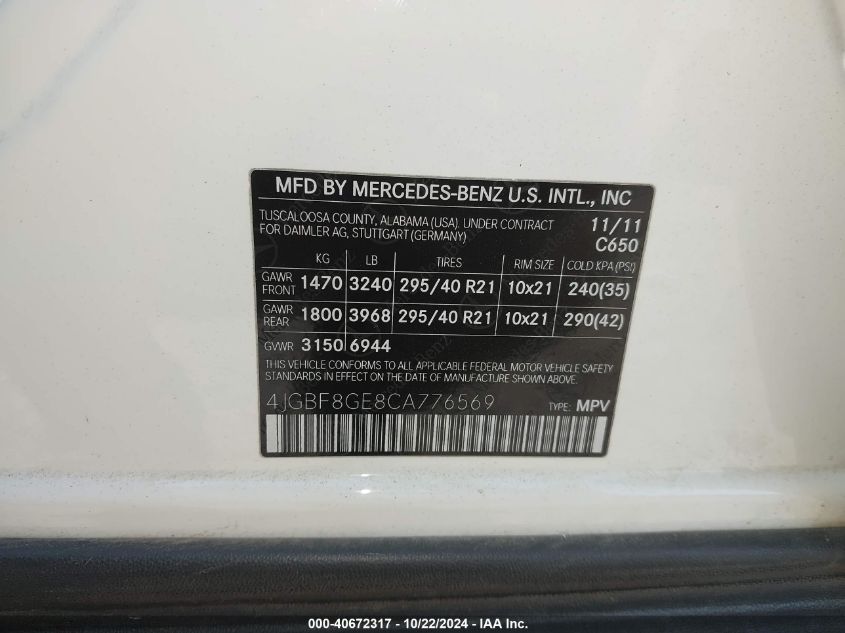 MFD BY MERCEDES-BENZ U.S. INTL., INC
TUSCALOOSA COUNTY, ALABAMA (USA). UNDER CONTRACT 11/11
FOR DAIMLER AG, STUTTGART (GERMANY) C650
KG LB TIRES RIM SIZE COLD KPA (PSI)
GAWR FRONT 1470 3240 295/40 R21 10x21 240(35)
GAWR REAR 1800 3968 295/40 R21 10x21 290(42)
GVWR 3150 6944
THIS VEHICLE CONFORMS TO ALL APPLICABLE FEDERAL MOTOR VEHICLE SAFETY
STANDARDS IN EFFECT ON THE DATE OF MANUFACTURE SHOWN ABOVE.
4JGBF8GE8CA776569 TYPE: MPV
000-40672317 - 10/22/2024 - IAA Inc.